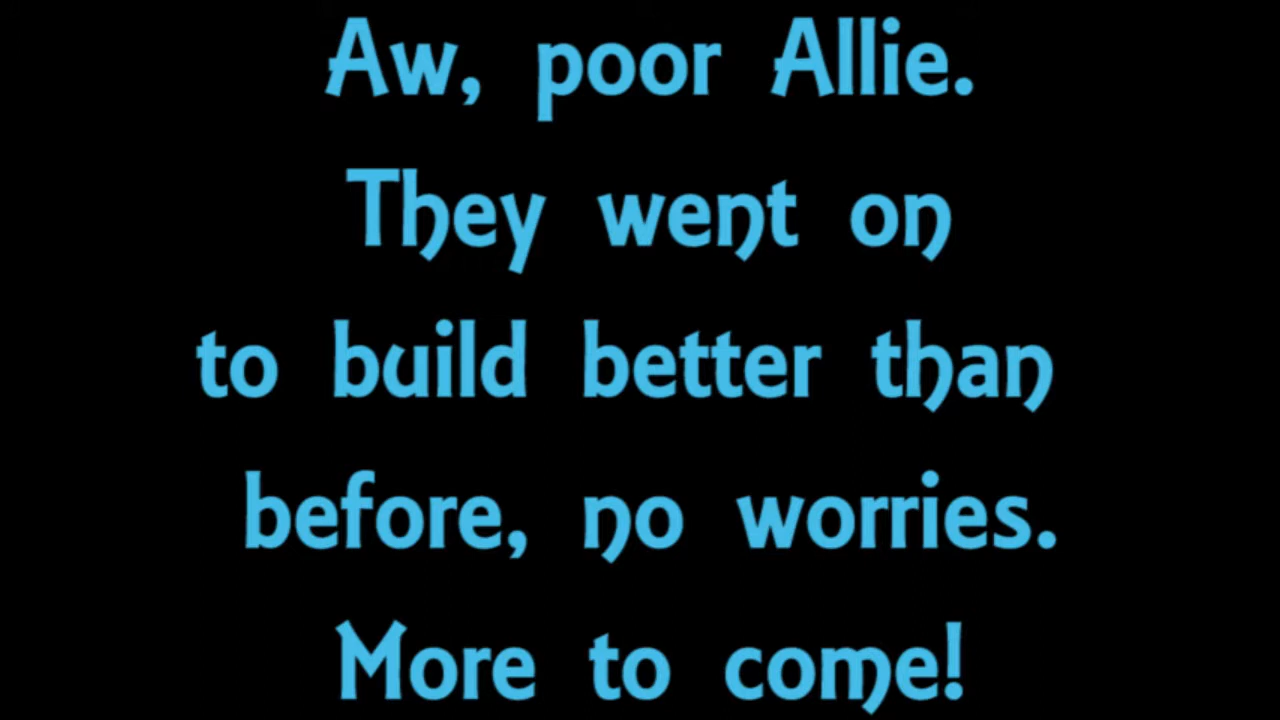 Aw, poor Allie.
They went on
to build better than
before, no worries.
More to come!